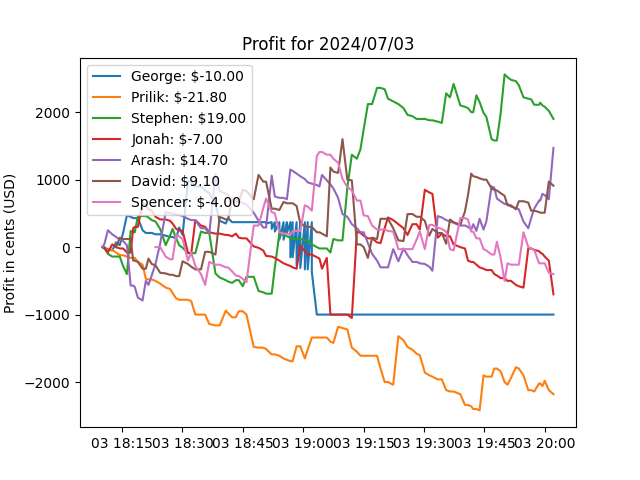 Profit for 2024/07/03
George: $-10.00
Prilik: $-21.80
Stephen: $19.00
Jonah: $-7.00
Arash: $14.70
David: $9.10
Spencer: $-4.00
Profit in cents (USD)
2000
1000
0
−1000
−2000
03 18:15 03 18:30 03 18:45 03 19:00 03 19:15 03 19:30 03 19:45 03 20:00